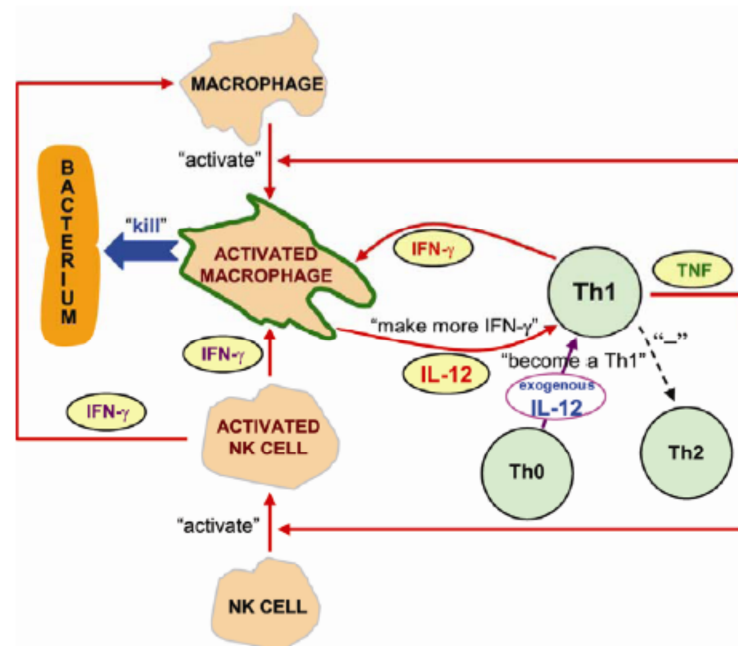 MACROPHAGE
“activate”
BACTERIUM
“kill”
ACTIVATED
MACROPHAGE
IFN-γ
Th1
TNF
“make more IFN-γ”
IL-12
“–”
“become a Th1”
exogenous
IL-12
IFN-γ
IFN-γ
ACTIVATED
NK CELL
Th0
Th2
“activate”
NK CELL